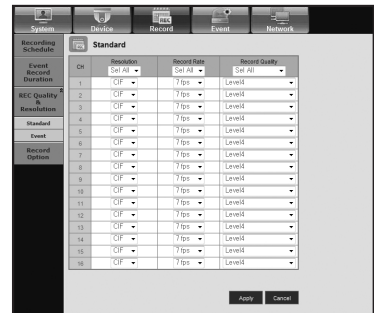 System Device Record Event Network
Recording Schedule
Event Record Duration
REC Quality & Resolution
Standard
Event
Record Option
Standard
CH Resolution Record Rate Record Quality
Sel All Sel All Sel All
1 CIF 7 fps Level4
2 CIF 7 fps Level4
3 CIF 7 fps Level4
4 CIF 7 fps Level4
5 CIF 7 fps Level4
6 CIF 7 fps Level4
7 CIF 7 fps Level4
8 CIF 7 fps Level4
9 CIF 7 fps Level4
10 CIF 7 fps Level4
11 CIF 7 fps Level4
12 CIF 7 fps Level4
13 CIF 7 fps Level4
14 CIF 7 fps Level4
15 CIF 7 fps Level4
16 CIF 7 fps Level4
Apply Cancel